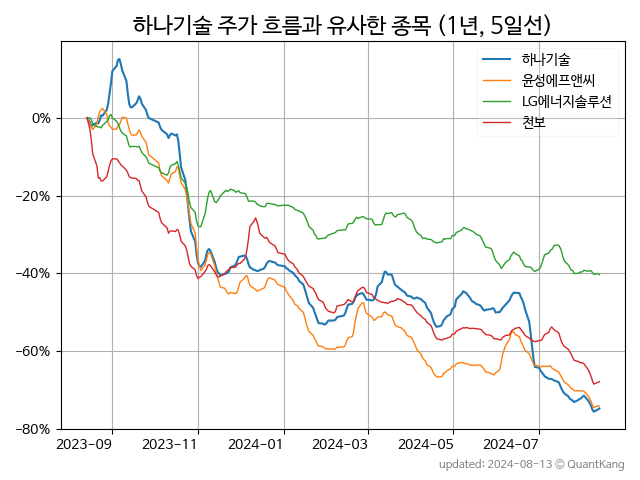 하나기술 주가 흐름과 유사한 종목 (1년, 5일선)
하나기술
윤성에프앤씨
LG에너지솔루션
천보
0%
−20%
−40%
−60%
−80%
2023-09 2023-11 2024-01 2024-03 2024-05 2024-07
updated: 2024-08-13 © QuantKang